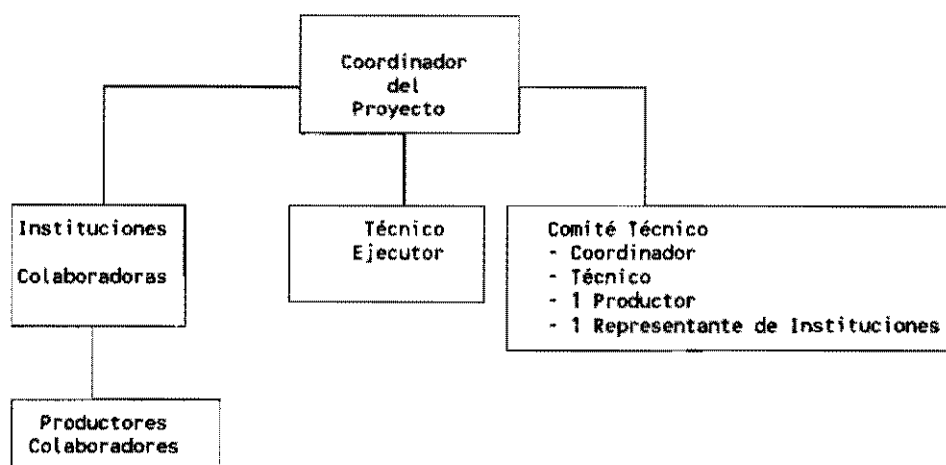 Coordinador
del
Proyecto
Instituciones
Colaboradoras
Técnico
Ejecutor
Comité Técnico
- Coordinador
- Técnico
- 1 Productor
- 1 Representante de Instituciones
Productores
Colaboradores